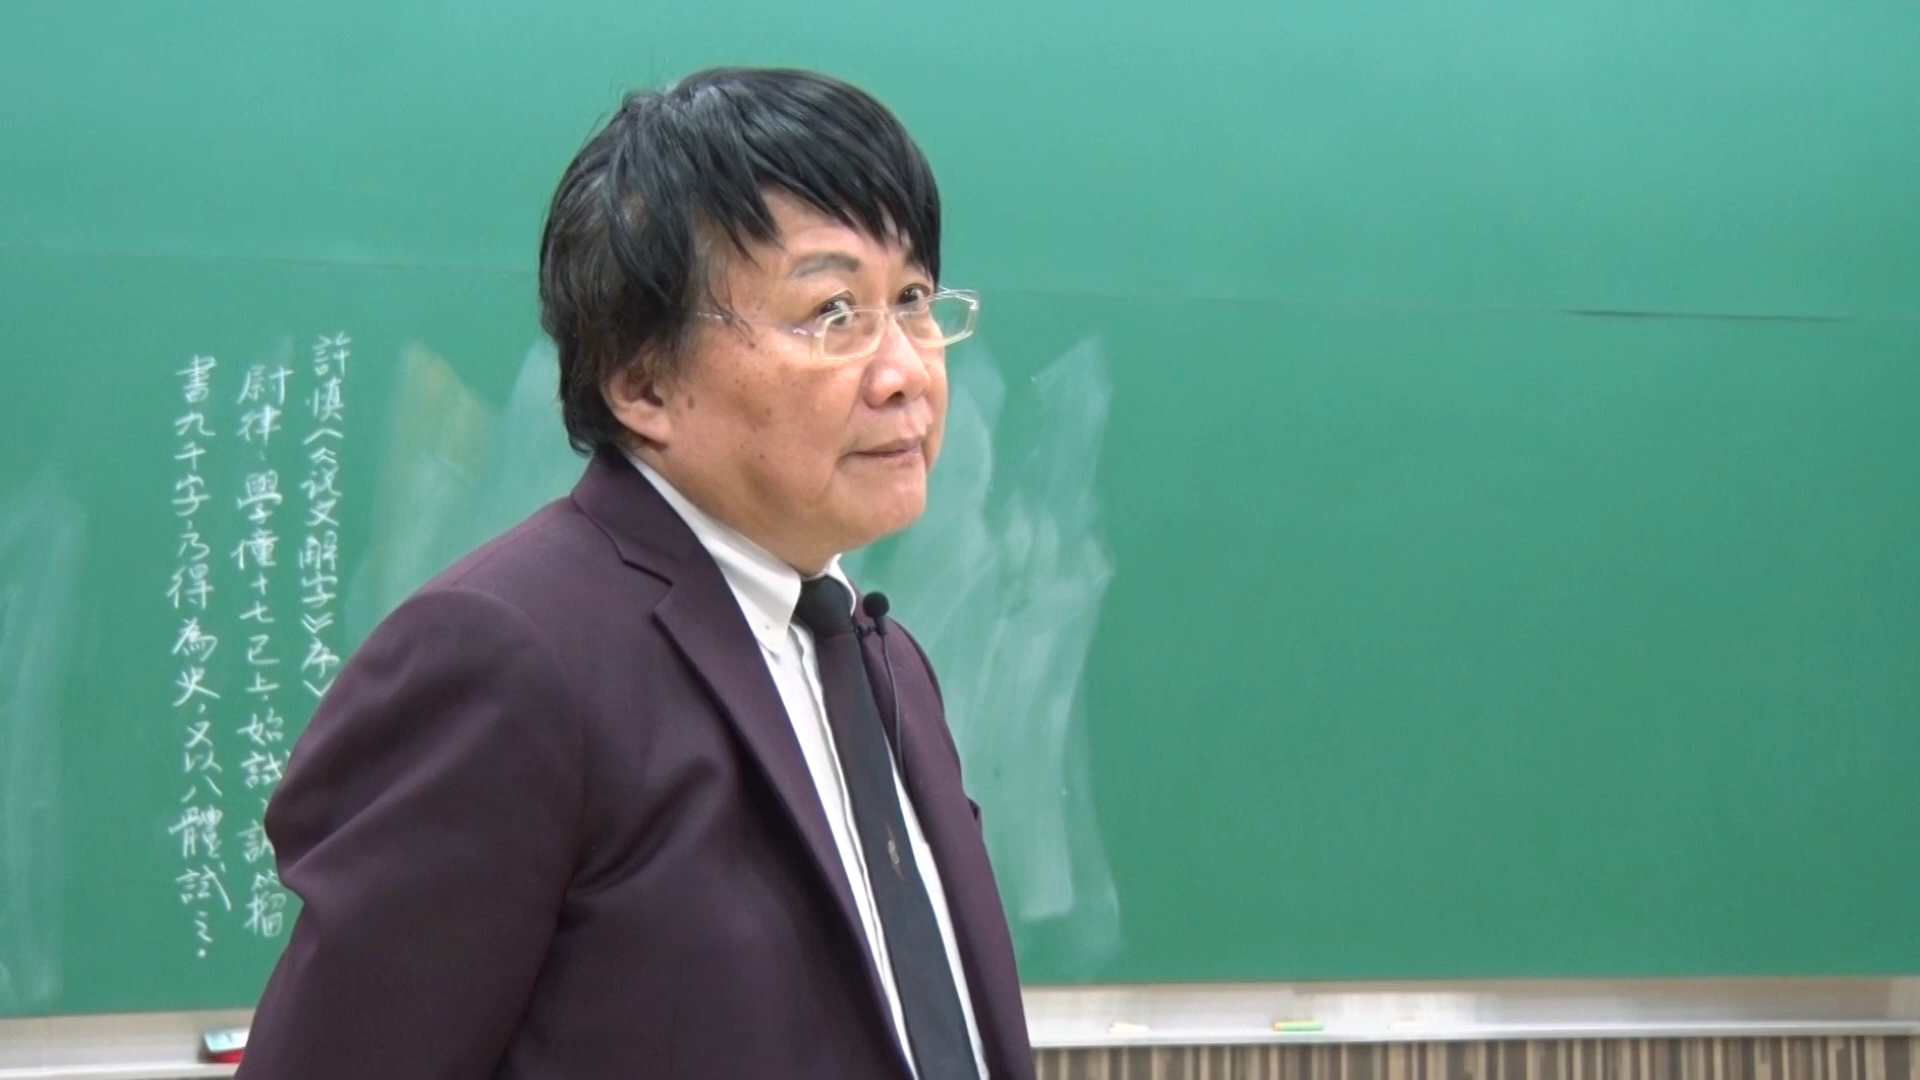 許慎《〈說文解字》序〉
尉律、學僮十七已上、始試、諷籀
書九千字，乃得為史，又以八體試之。